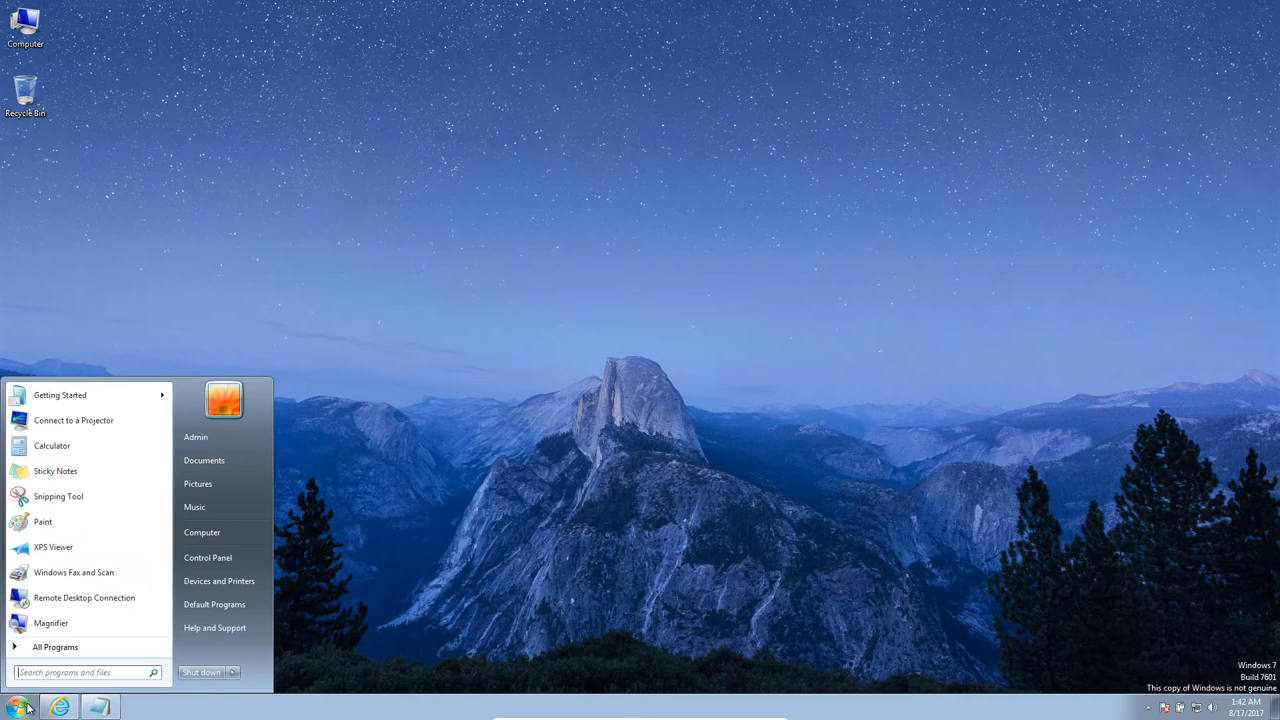 Computer
Recycle Bin
Getting Started
Connect to a Projector
Calculator
Sticky Notes
Snipping Tool
Paint
XPS Viewer
Windows Fax and Scan
Remote Desktop Connection
Magnifier
All Programs
Search programs and files
Admin
Documents
Pictures
Music
Computer
Control Panel
Devices and Printers
Default Programs
Help and Support
Shut down
Windows 7
Build 7601
This copy of Windows is not genuine
1:42 AM
8/17/2017